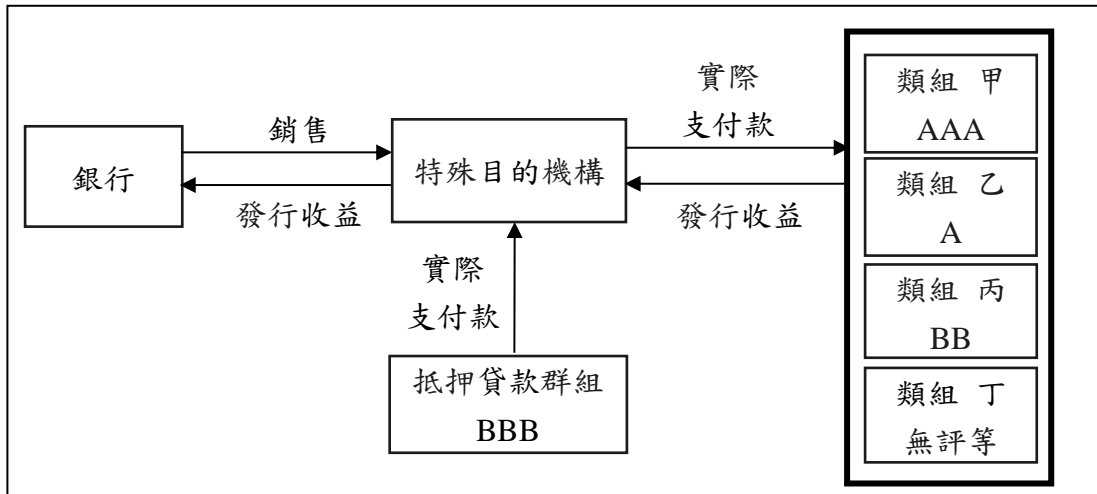 銀行
銷售
發行收益
特殊目的機構
實際
支付款
抵押貸款群組
BBB
實際
支付款
發行收益
類組 甲
AAA
類組 乙
A
類組 丙
BB
類組 丁
無評等